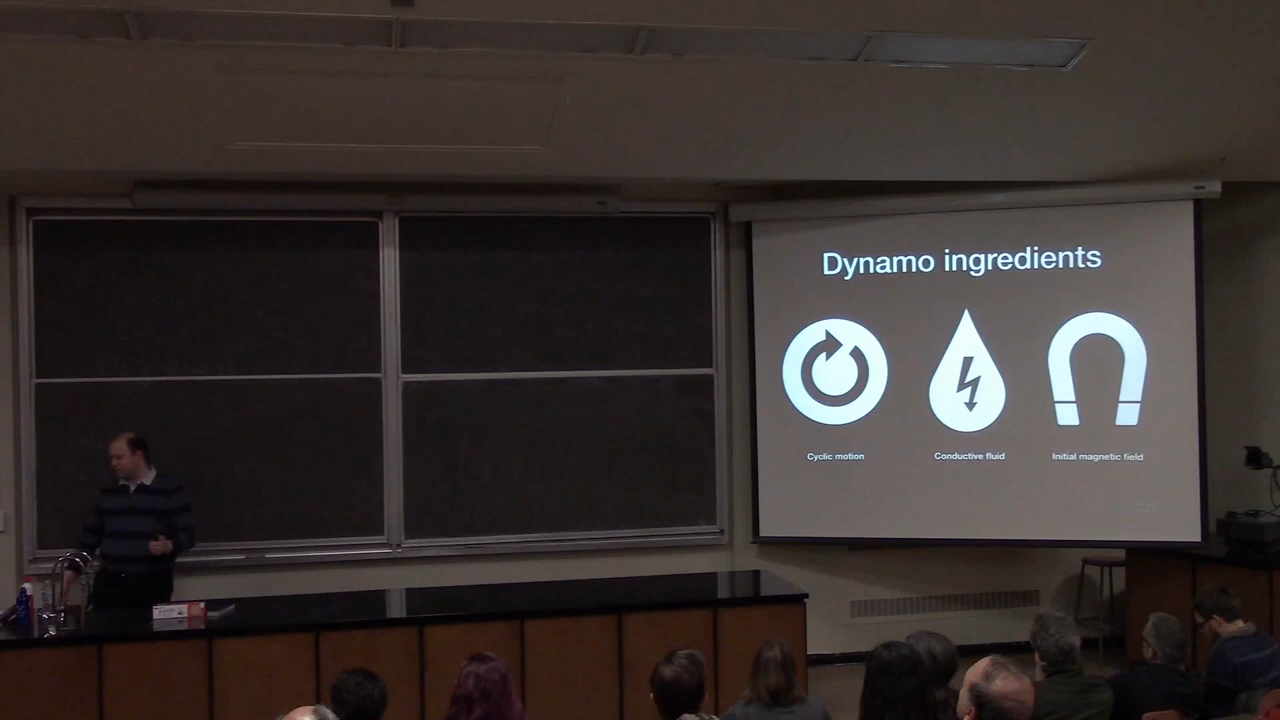 Dynamo ingredients
Cyclic motion
Conductive fluid
Initial magnetic field